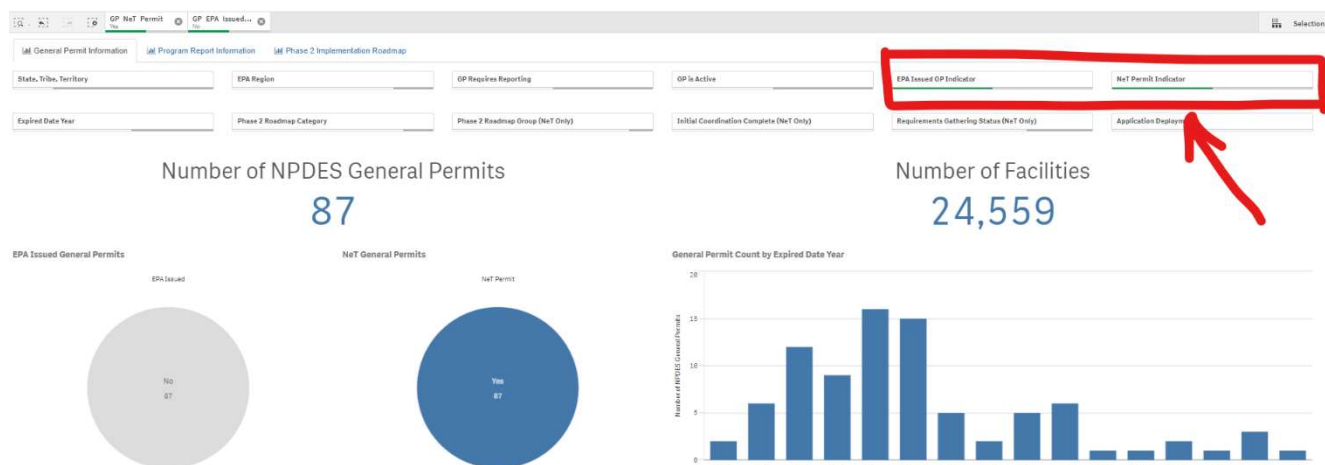 GP NeT Permit
Yes
GP EPA Issued...
No
Selection
General Permit Information
Program Report Information
Phase 2 Implementation Roadmap
State, Tribe, Territory
EPA Region
GP Requires Reporting
GP is Active
EPA Issued GP Indicator
NeT Permit Indicator
Expired Date Year
Phase 2 Roadmap Category
Phase 2 Roadmap Group (NeT Only)
Initial Coordination Complete (NeT Only)
Requirements Gathering Status (NeT Only)
Application Deploym
Number of NPDES General Permits
87
Number of Facilities
24,559
EPA Issued General Permits
NeT General Permits
General Permit Count by Expired Date Year
EPA Issued
No
87
NeT Permit
Yes
87
Number of NPDES General Permits
20
15
10
5
0